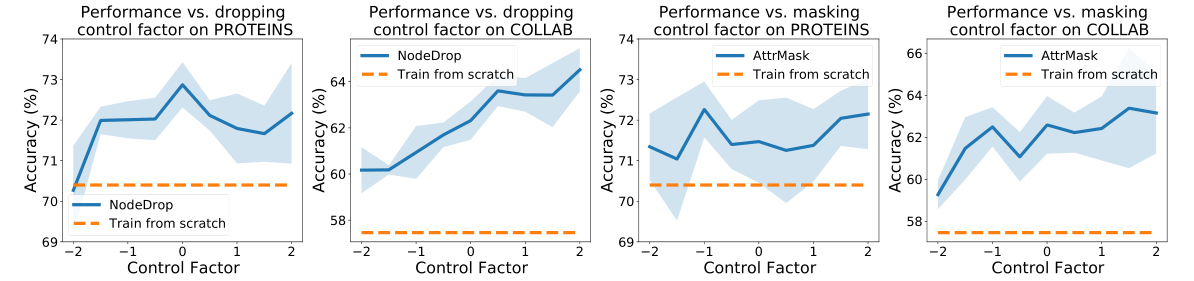 Performance vs. dropping
control factor on PROTEINS
74
73
72
71
70
69
Accuracy (%)
NodeDrop
Train from scratch
−2
−1
0
1
2
Control Factor
Performance vs. dropping
control factor on COLLAB
64
62
60
58
Accuracy (%)
NodeDrop
Train from scratch
−2
−1
0
1
2
Control Factor
Performance vs. masking
control factor on PROTEINS
74
73
72
71
70
69
Accuracy (%)
AttrMask
Train from scratch
−2
−1
0
1
2
Control Factor
Performance vs. masking
control factor on COLLAB
66
64
62
60
58
Accuracy (%)
AttrMask
Train from scratch
−2
−1
0
1
2
Control Factor